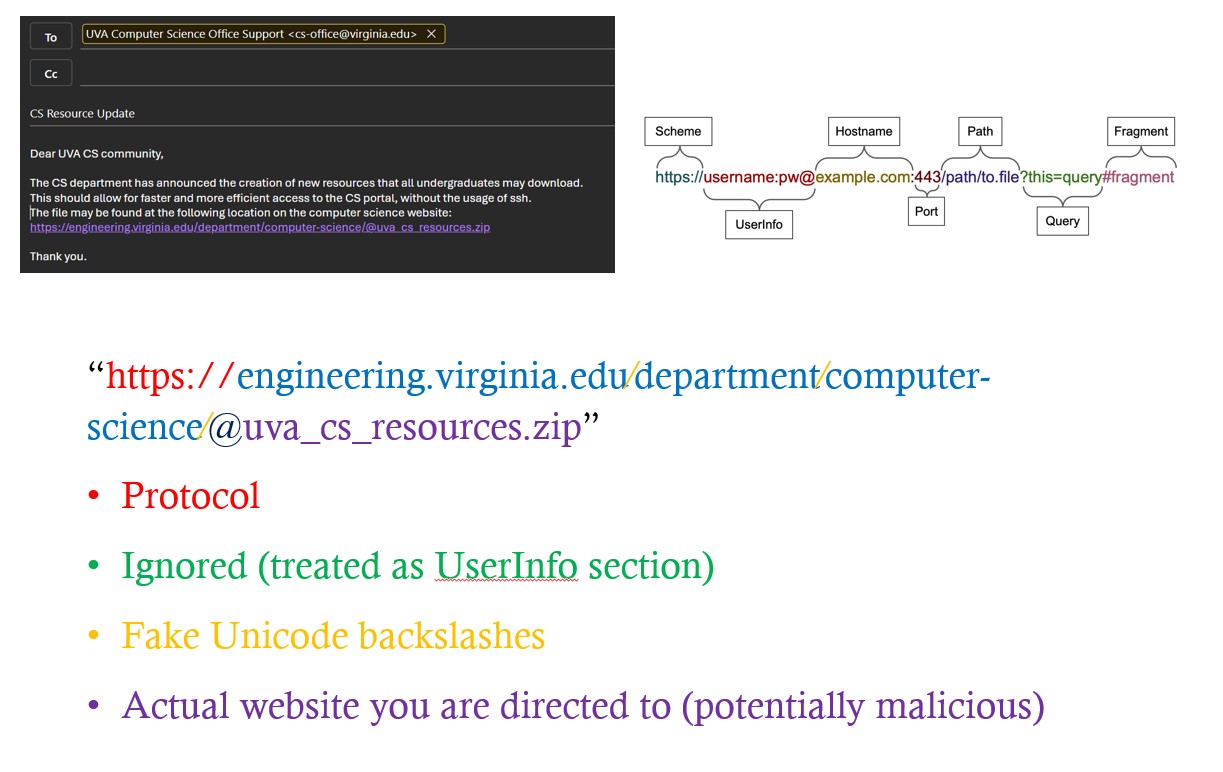 To
UVA Computer Science Office Support <cs-office@virginia.edu> ×
Cc
CS Resource Update
Dear UVA CS community,
The CS department has announced the creation of new resources that all undergraduates may download.
This should allow for faster and more efficient access to the CS portal, without the usage of ssh.
The file may be found at the following location on the computer science website:
https://engineering.virginia.edu∕department∕computer-science∕@uva_cs_resources.zip
Thank you.
Scheme
Hostname
Path
Fragment
https://username:pw@example.com:443/path/to.file?this=query#fragment
UserInfo
Port
Query
“https://engineering.virginia.edu∕department∕computer-
science∕@uva_cs_resources.zip”
• Protocol
• Ignored (treated as UserInfo section)
• Fake Unicode backslashes
• Actual website you are directed to (potentially malicious)